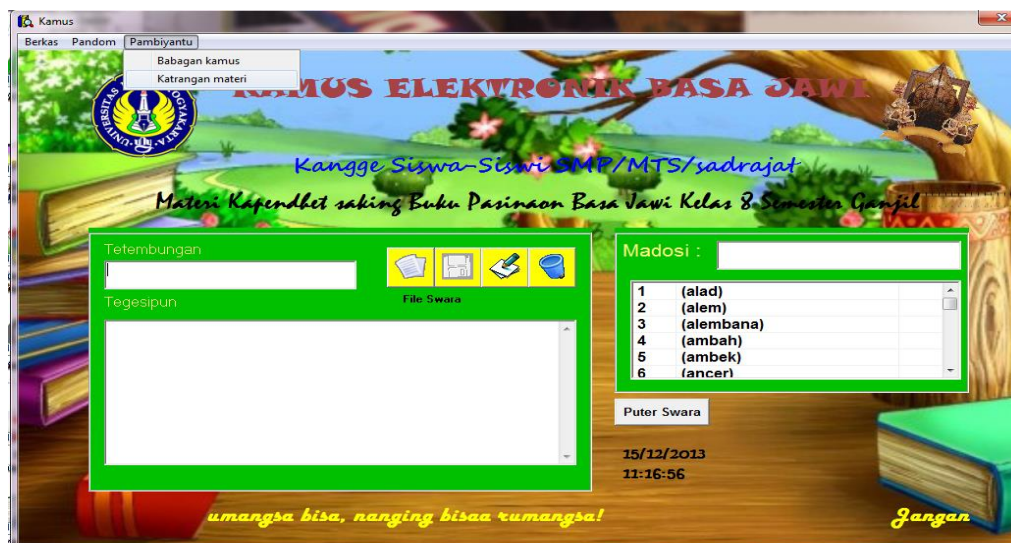 Kamus
Berkas Pandom Pambiyantu
Babagan kamus
Katrangan materi
KAMUS ELEKTRONIK BASA JAWI
Kangge Siswa-Siswi SMP/MTS/sadrajat
Materi Kapendhet saking Buku Pasinaon Basa Jawi Kelas 8 Semester Ganjil
Tetembungan
File Swara
Tegesipun
Madosi :
1 (alad)
2 (alem)
3 (alembana)
4 (ambah)
5 (ambek)
6 (ancer)
Puter Swara
15/12/2013
11:16:56
umangsa bisa, nanging bisaa rumangsa! Jangan